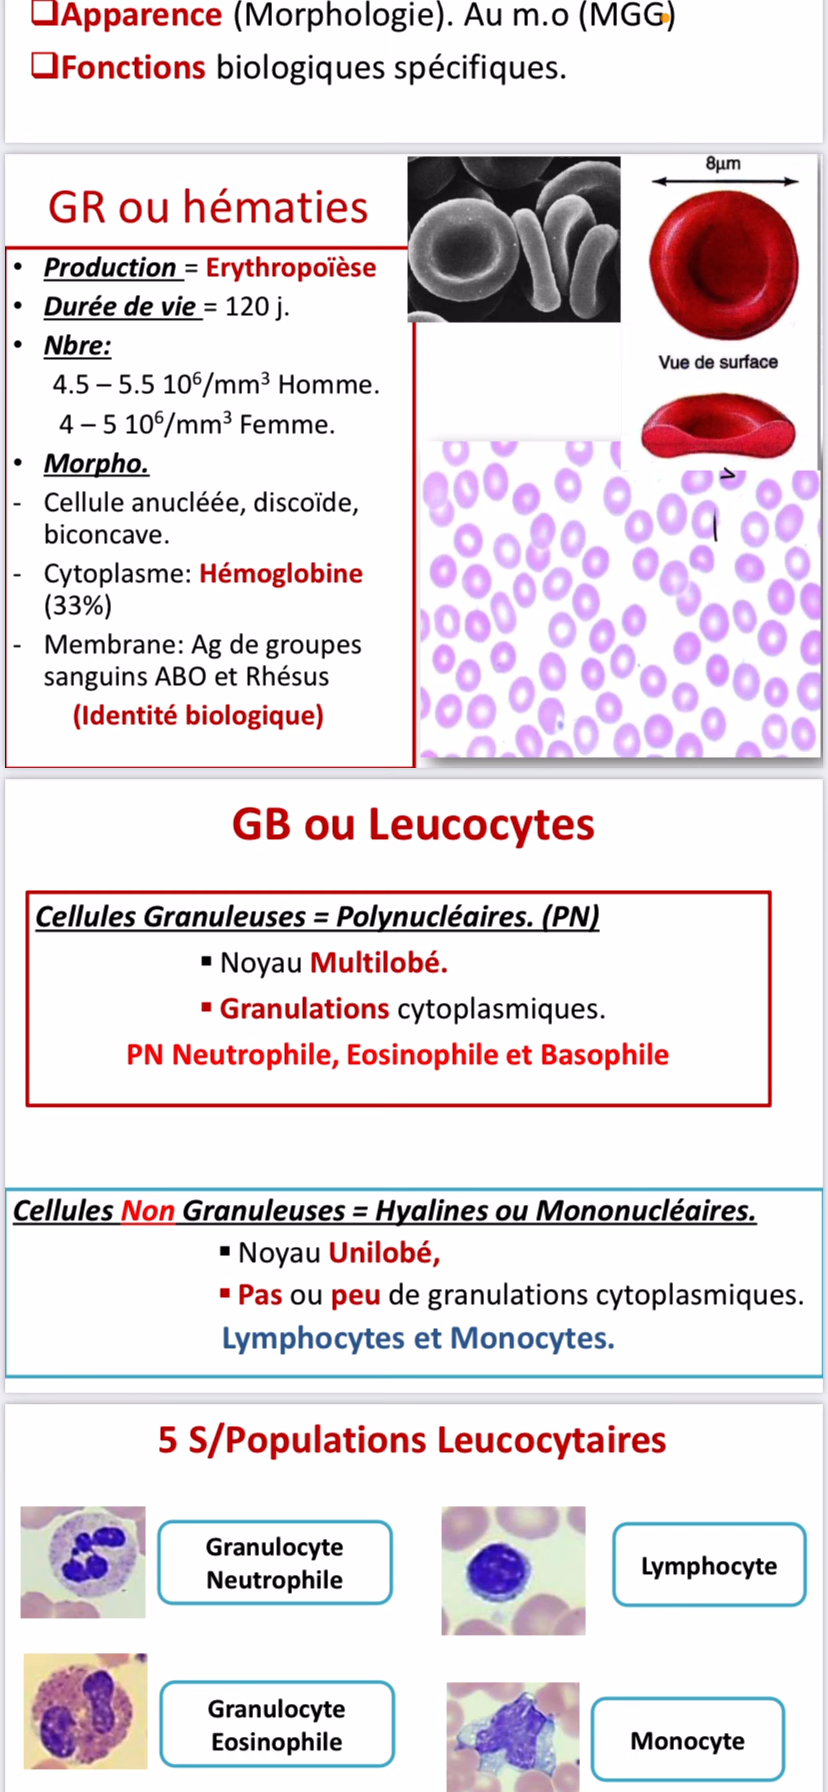 ❑Apparence (Morphologie). Au m.o (MGG)
❑Fonctions biologiques spécifiques.
GR ou hématies
• Production = Erythropoïèse
• Durée de vie = 120 j.
• Nbre:
4.5 – 5.5 10⁶/mm³ Homme.
4 – 5 10⁶/mm³ Femme.
• Morpho.
- Cellule anucléée, discoïde,
biconcave.
- Cytoplasme: Hémoglobine
(33%)
- Membrane: Ag de groupes
sanguins ABO et Rhésus
(Identité biologique)
8µm
Vue de surface
GB ou Leucocytes
Cellules Granuleuses = Polynucléaires. (PN)
▪ Noyau Multilobé.
▪ Granulations cytoplasmiques.
PN Neutrophile, Eosinophile et Basophile
Cellules Non Granuleuses = Hyalines ou Mononucléaires.
▪ Noyau Unilobé,
▪ Pas ou peu de granulations cytoplasmiques.
Lymphocytes et Monocytes.
5 S/Populations Leucocytaires
Granulocyte
Neutrophile
Lymphocyte
Granulocyte
Eosinophile
Monocyte